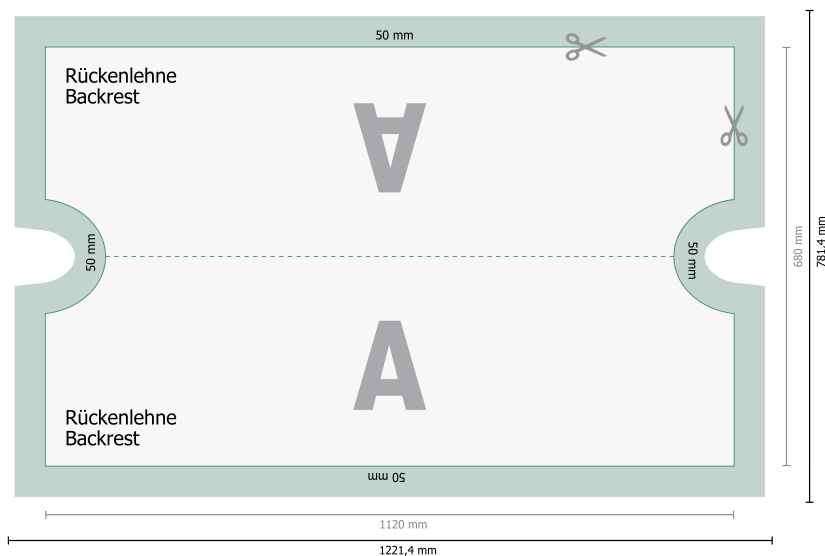 50 mm
Rückenlehne
Backrest
A
50 mm
50 mm
680 mm
781.4 mm
A
Rückenlehne
Backrest
50 mm
1120 mm
1221,4 mm